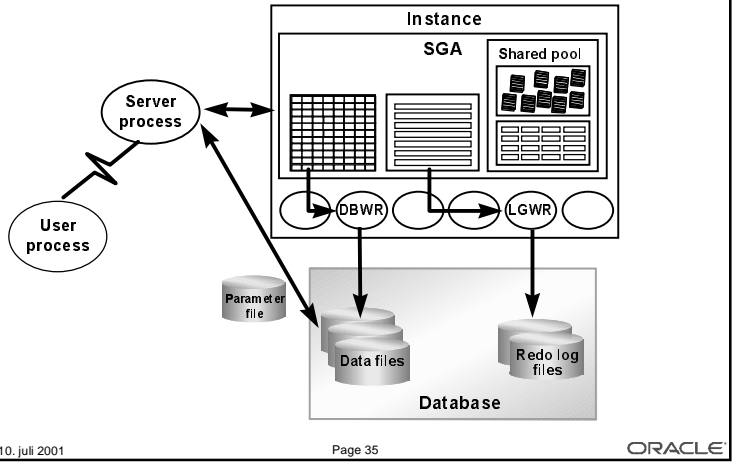 Instance
SGA
Shared pool
Server
process
User
process
DBWR
LGWR
Parameter
file
Data files
Redo log
files
Database
10. juli 2001
Page 35
ORACLE